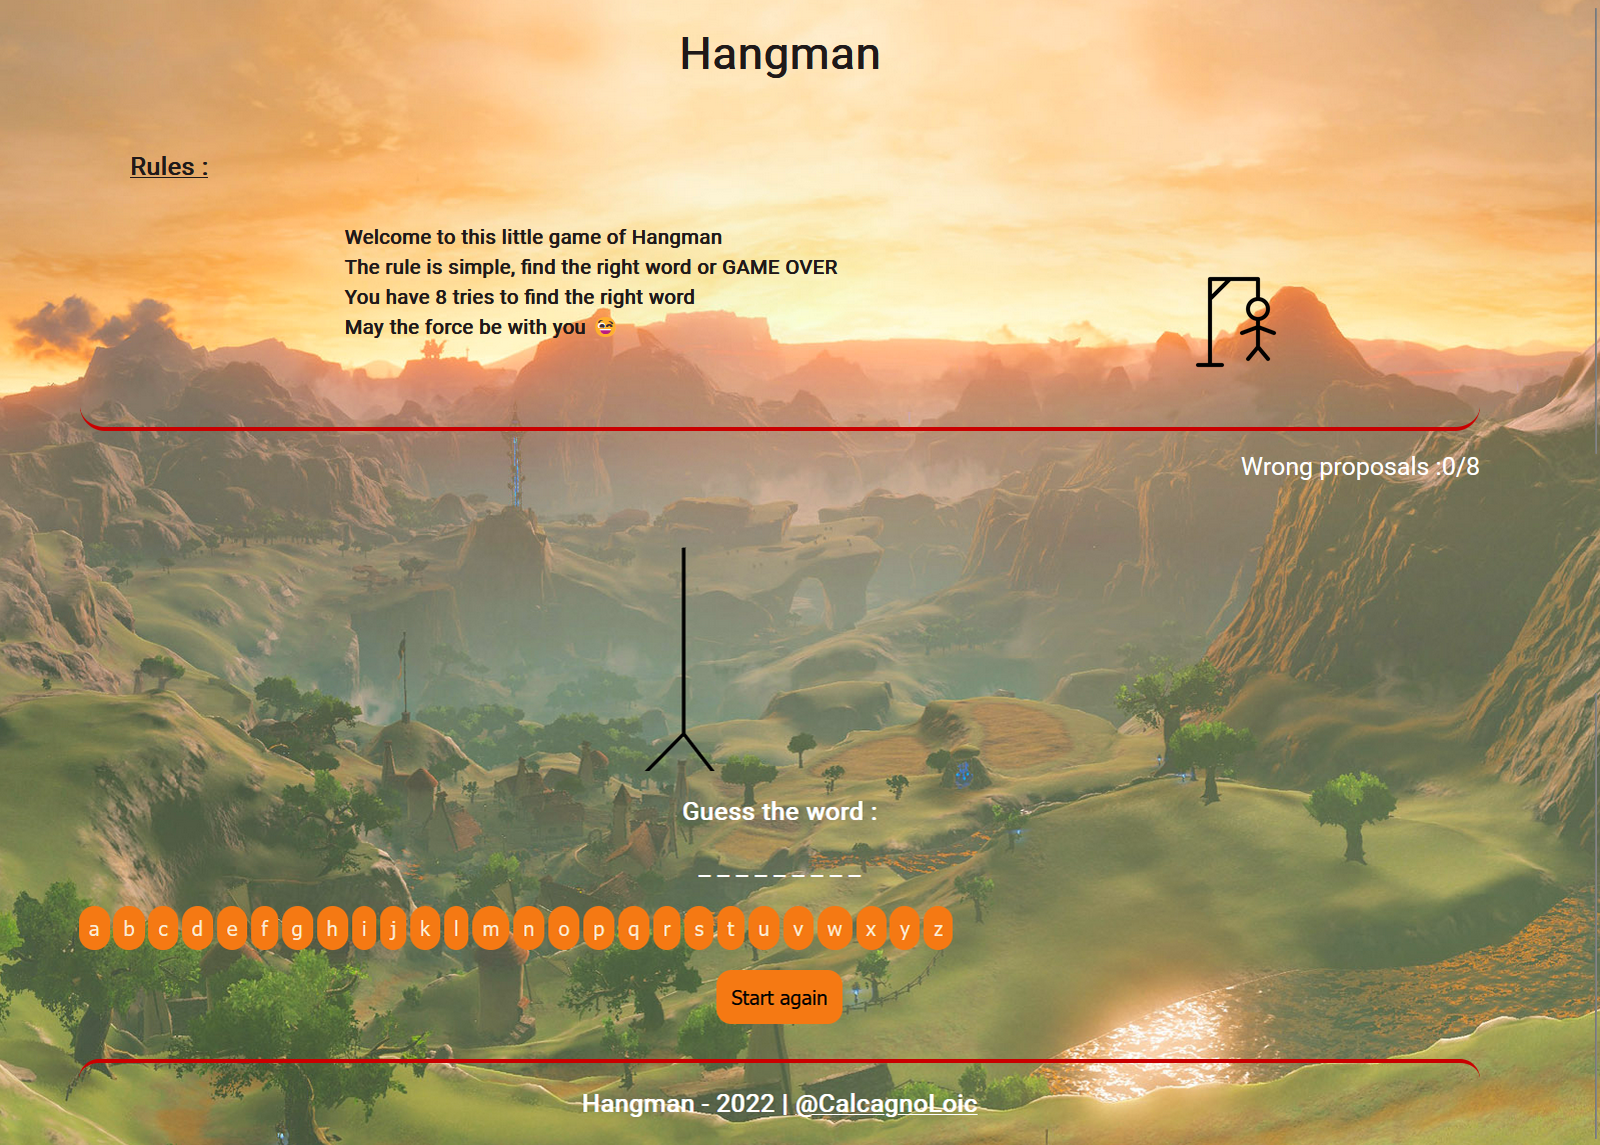 Hangman
Rules :
Welcome to this little game of Hangman
The rule is simple, find the right word or GAME OVER
You have 8 tries to find the right word
May the force be with you 😆
Wrong proposals :0/8
Guess the word :
_ _ _ _ _ _ _ _ _
a b c d e f g h i j k l m n o p q r s t u v w x y z
Start again
Hangman - 2022 | @CalcagnoLoic